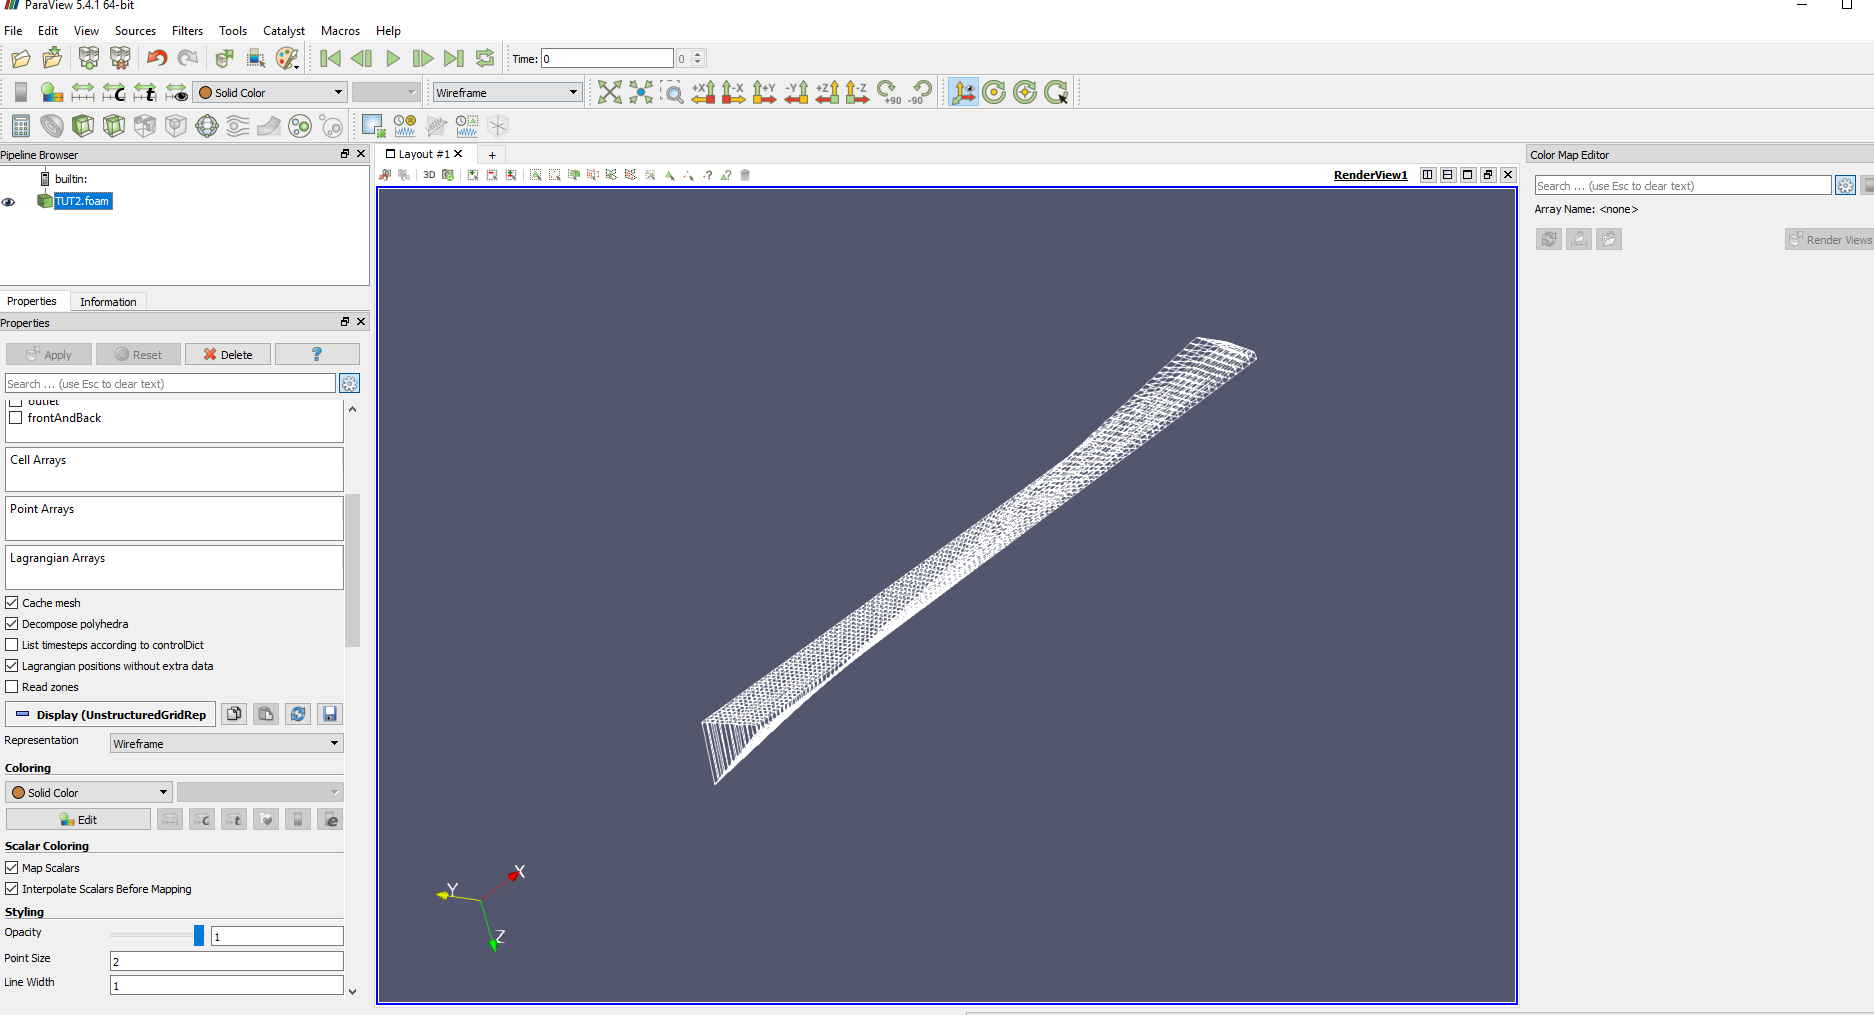 ParaView 5.4.1 64-bit
File Edit View Sources Filters Tools Catalyst Macros Help
Time: 0 0
Solid Color Wireframe +X -X +Y -Y +Z -Z +90 -90
Pipeline Browser
Layout #1
+
Color Map Editor
builtin:
TUT2.foam
3D
RenderView1
Search ... (use Esc to clear text)
Array Name: <none>
Render Views
Properties Information
Properties
Apply Reset Delete ?
Search ... (use Esc to clear text)
outlet
frontAndBack
Cell Arrays
Point Arrays
Lagrangian Arrays
Cache mesh
Decompose polyhedra
List timesteps according to controlDict
Lagrangian positions without extra data
Read zones
Display (UnstructuredGridRep
Representation Wireframe
Coloring
Solid Color
Edit
Scalar Coloring
Map Scalars
Interpolate Scalars Before Mapping
Styling
Opacity 1
Point Size 2
Line Width 1
X
Y
Z